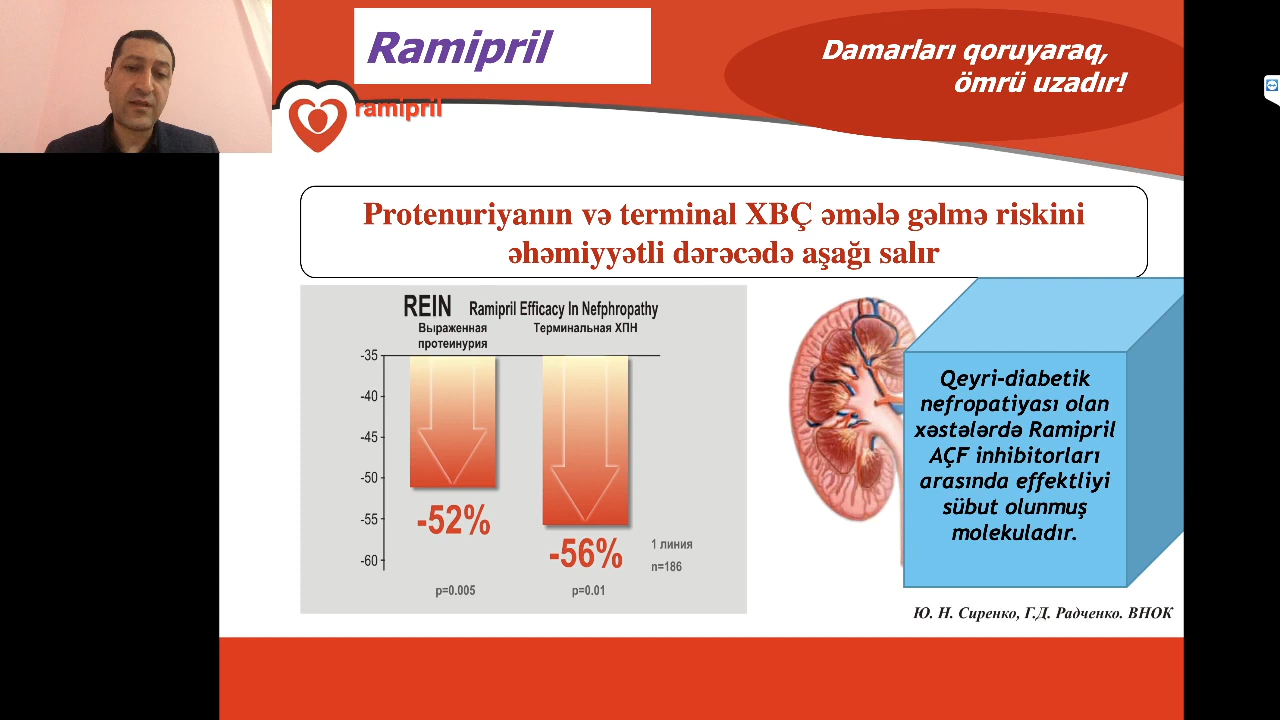 Ramipril
Damarları qoruyaraq,
ömrü uzadır!
ramipril
Protenuriyanın və terminal XBÇ əmələ gəlmə riskini
əhəmiyyətli dərəcədə aşağı salır
REIN Ramipril Efficacy In Nefphropathy
Выраженная
протеинурия
Терминальная ХПН
-35
-40
-45
-50
-55
-60
-52%
-56%
1 линия
n=186
p=0.005
p=0.01
Qeyri-diabetik
nefropatiyası olan
xəstələrdə Ramipril
AÇF inhibitorları
arasında effektliyi
sübut olunmuş
molekuladır.
Ю. Н. Сиренко, Г.Д. Радченко. ВНОК